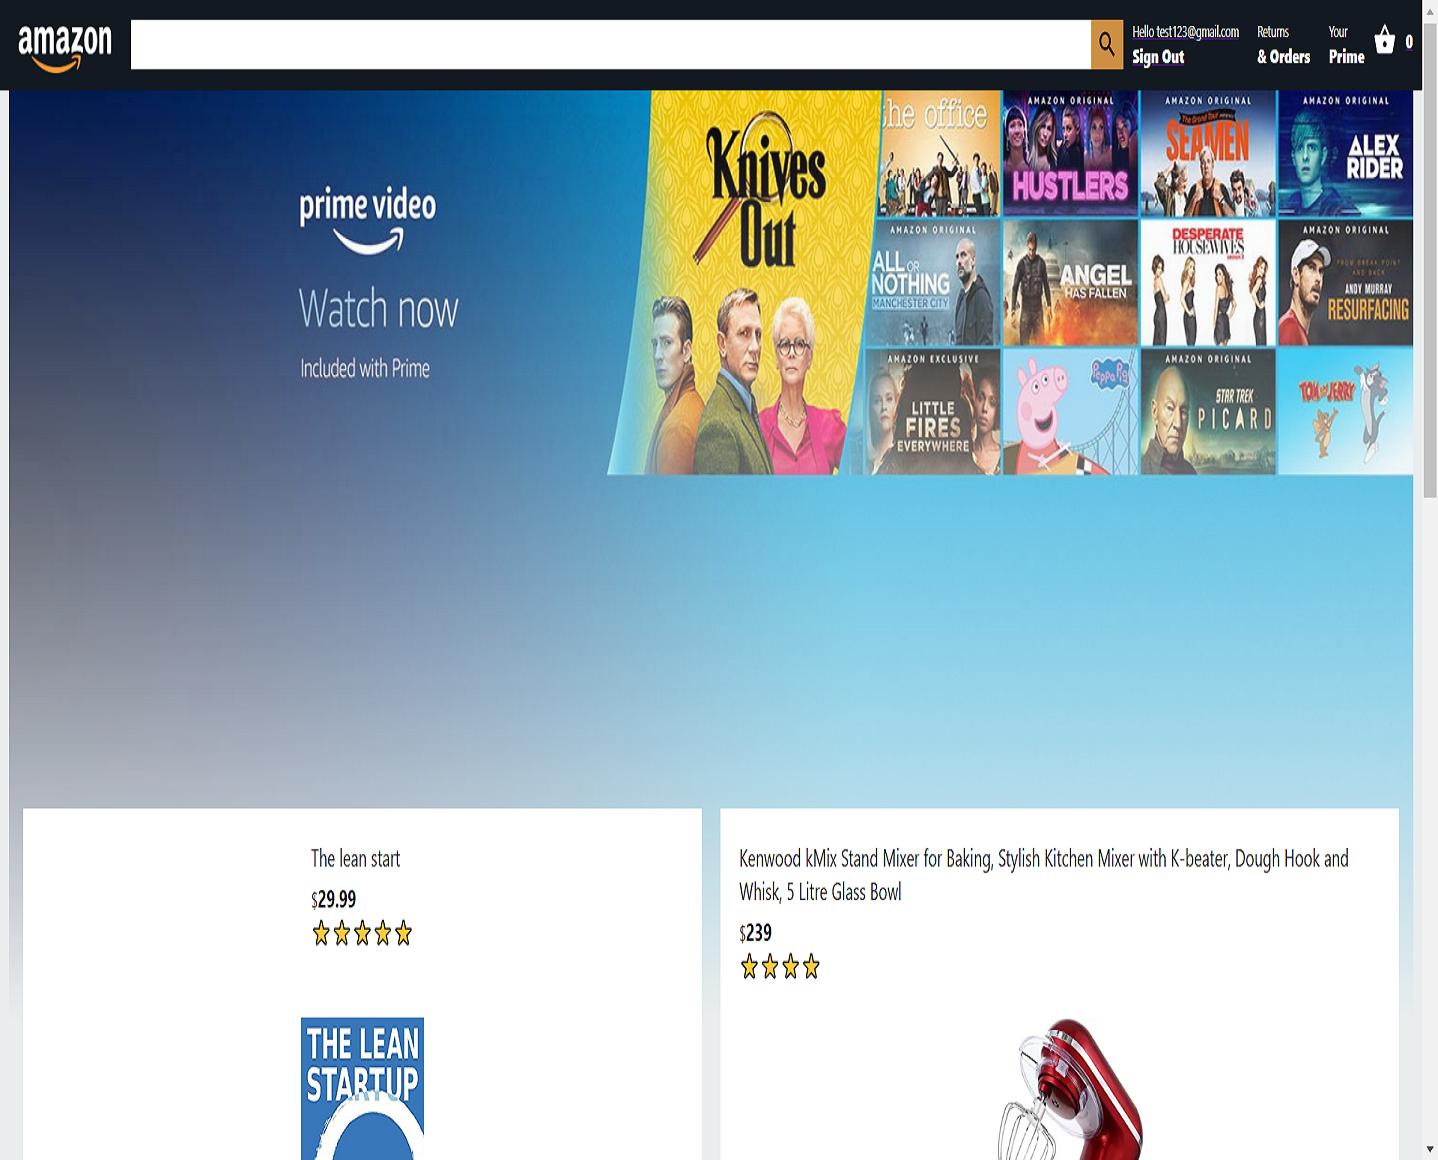 amazon
Hello test123@gmail.com
Sign Out
Returns
& Orders
Your
Prime
0
prime video
Watch now
Included with Prime
Knives
Out
the office
AMAZON ORIGINAL
HUSTLERS
AMAZON ORIGINAL
The Grand Tour presents
SEAMEN
AMAZON ORIGINAL
ALEX
RIDER
AMAZON ORIGINAL
ALL OR
NOTHING
MANCHESTER CITY
ANGEL
HAS FALLEN
DESPERATE
HOUSEWIVES
AMAZON ORIGINAL
FROM BREAK POINT
AND BACK
ANDY MURRAY
RESURFACING
AMAZON EXCLUSIVE
LITTLE
FIRES
EVERYWHERE
Peppa Pig
AMAZON ORIGINAL
STAR TREK
PICARD
TOM and JERRY
The lean start
$29.99
THE LEAN
STARTUP
Kenwood kMix Stand Mixer for Baking, Stylish Kitchen Mixer with K-beater, Dough Hook and
Whisk, 5 Litre Glass Bowl
$239